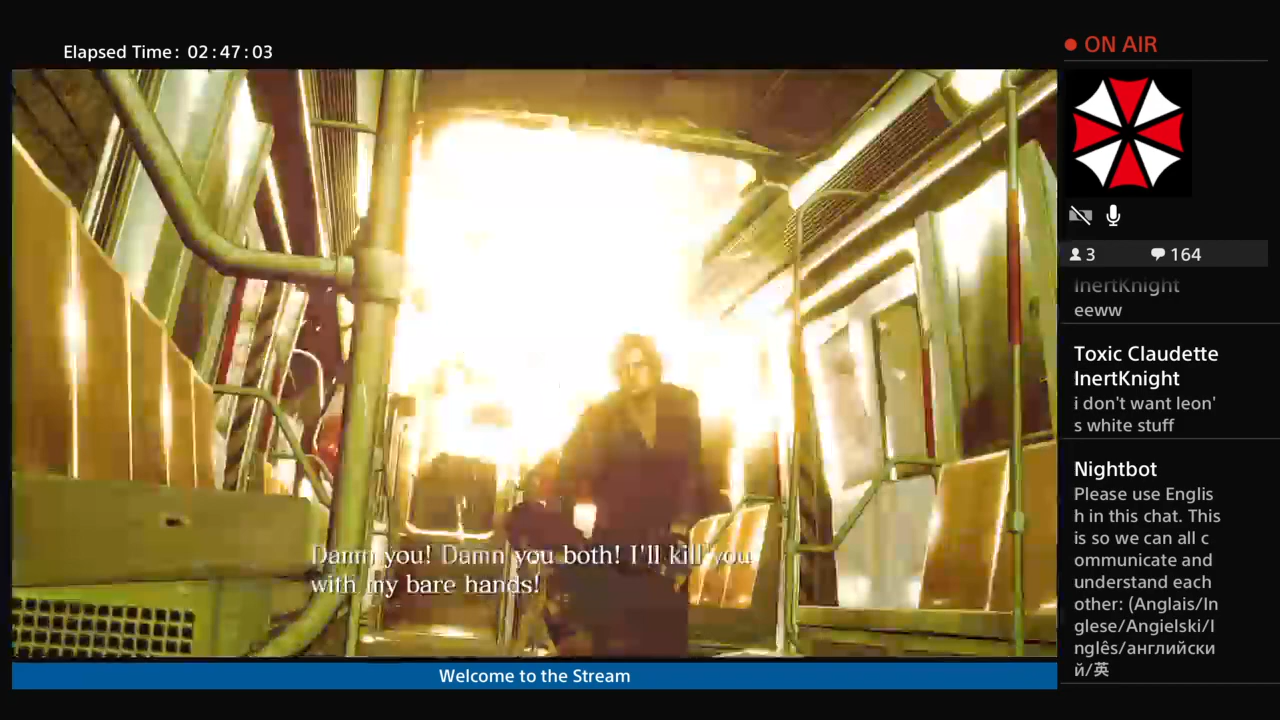 Elapsed Time: 02:47:03
ON AIR
3
164
InertKnight
eeww
Toxic Claudette
InertKnight
i don't want leon'
s white stuff
Nightbot
Please use Englis
h in this chat. This
is so we can all c
ommunicate and
understand each
other: (Anglais/In
glese/Angielski/I
nglês/английски
й/英
Damn you! Damn you both! I'll kill you
with my bare hands!
Welcome to the Stream